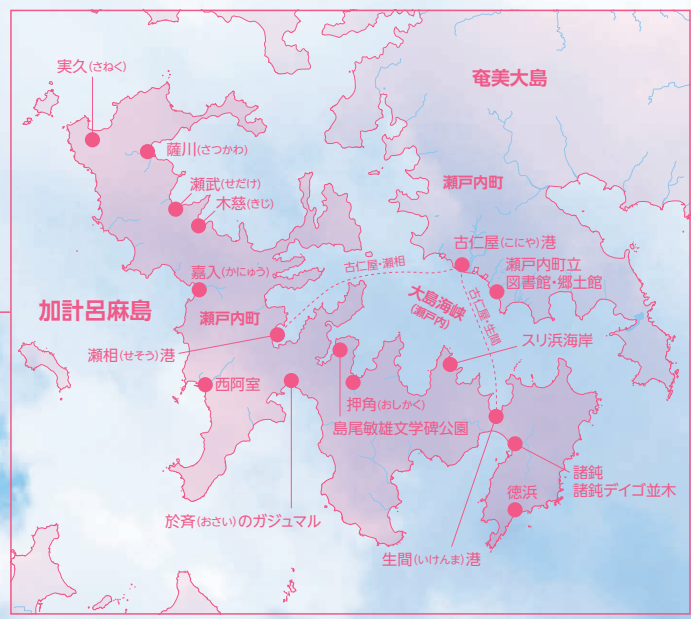 実久(さねく)
奄美大島
薩川(さつかわ)
瀬武(せだけ)
瀬戸内町
木慈(きじ)
古仁屋(こにや)港
古仁屋・瀬相
瀬戸内町立
図書館・郷土館
嘉入(かにゅう)
大島海峡
(瀬戸内)
古仁屋・生間
加計呂麻島
瀬戸内町
スリ浜海岸
瀬相(せそう)港
西阿室
押角(おしかく)
島尾敏雄文学碑公園
諸鈍
諸鈍デイゴ並木
徳浜
於斉(おさい)のガジュマル
生間(いけんま)港